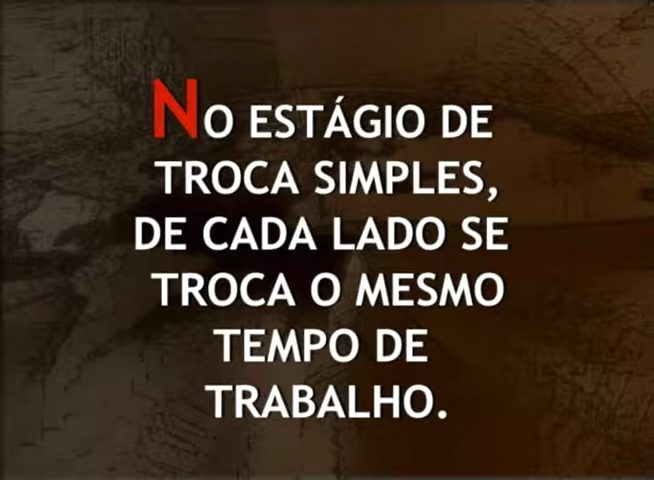 NO ESTÁGIO DE
TROCA SIMPLES,
DE CADA LADO SE
TROCA O MESMO
TEMPO DE
TRABALHO.